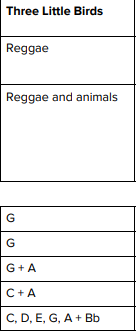 Three Little Birds
Reggae
Reggae and animals
G
G
G + A
C + A
C, D, E, G, A + Bb